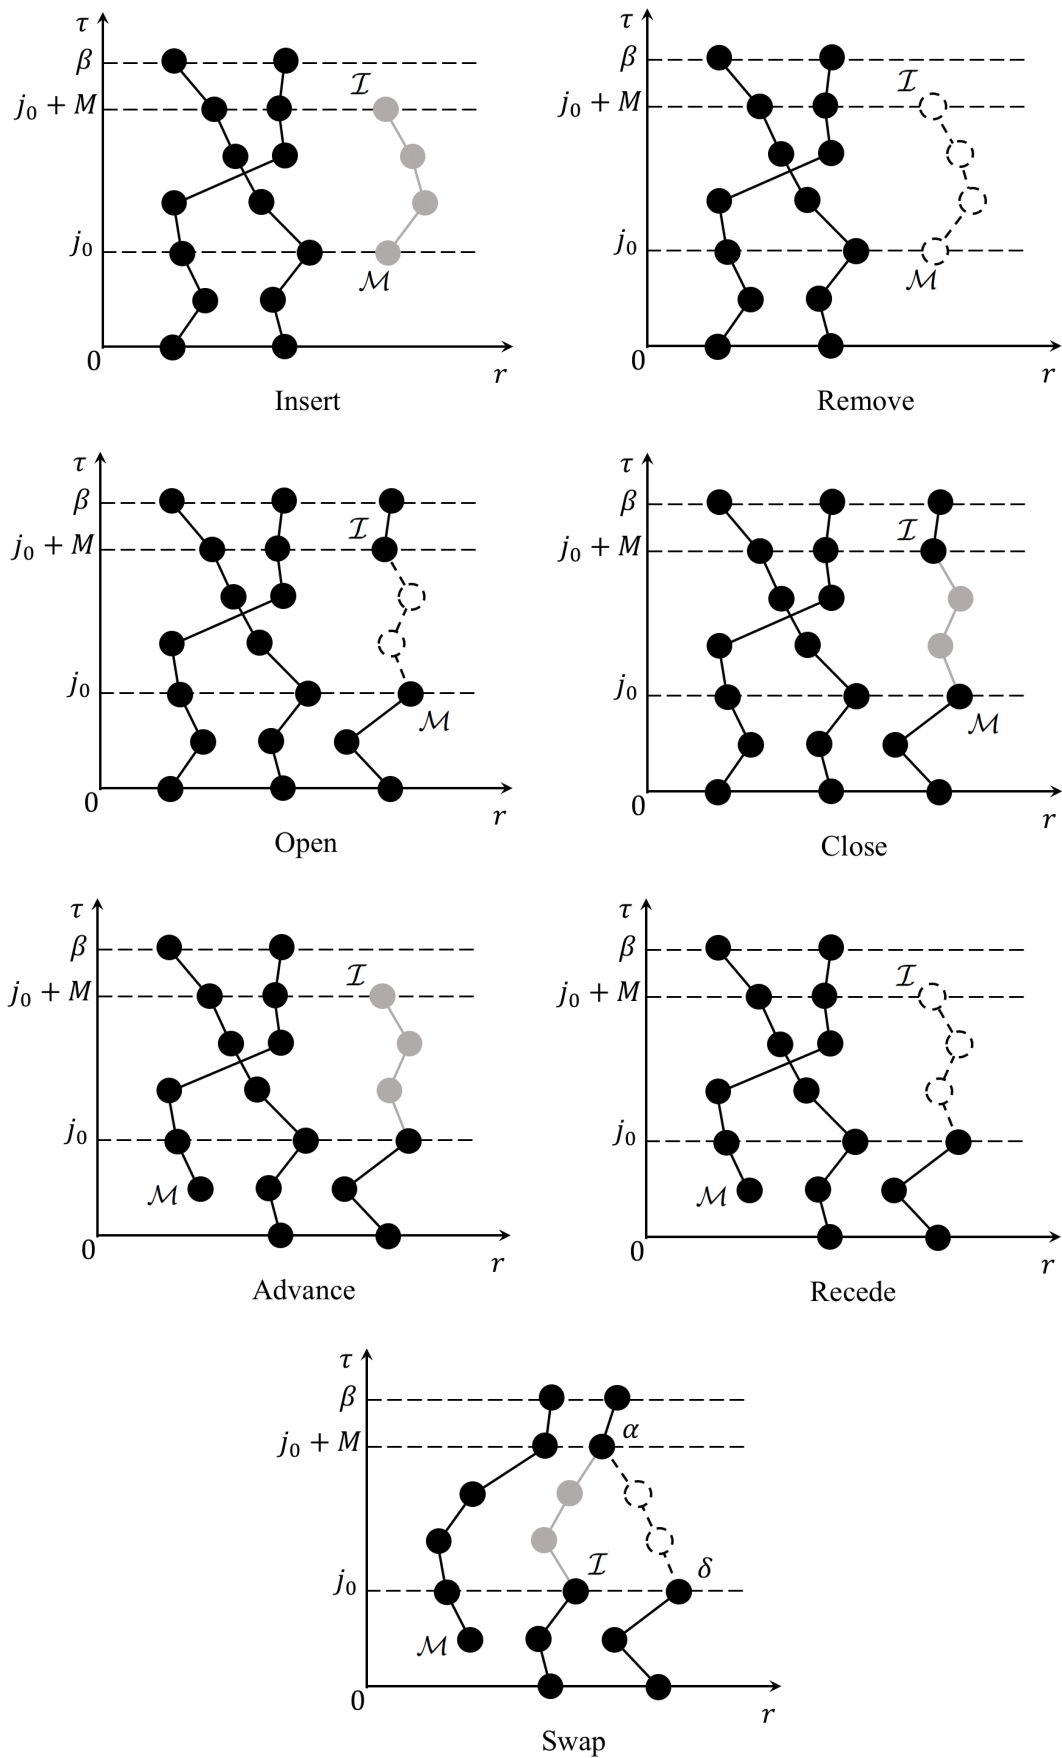 τ
β
ℐ
j₀ + M
j₀
ℳ
0
r
Insert
τ
β
ℐ
j₀ + M
j₀
ℳ
0
r
Remove
τ
β
ℐ
j₀ + M
j₀
ℳ
0
r
Open
τ
β
ℐ
j₀ + M
j₀
ℳ
0
r
Close
τ
β
ℐ
j₀ + M
j₀
ℳ
0
r
Advance
τ
β
ℐ
j₀ + M
j₀
ℳ
0
r
Recede
τ
β
α
j₀ + M
ℐ
δ
j₀
ℳ
0
r
Swap